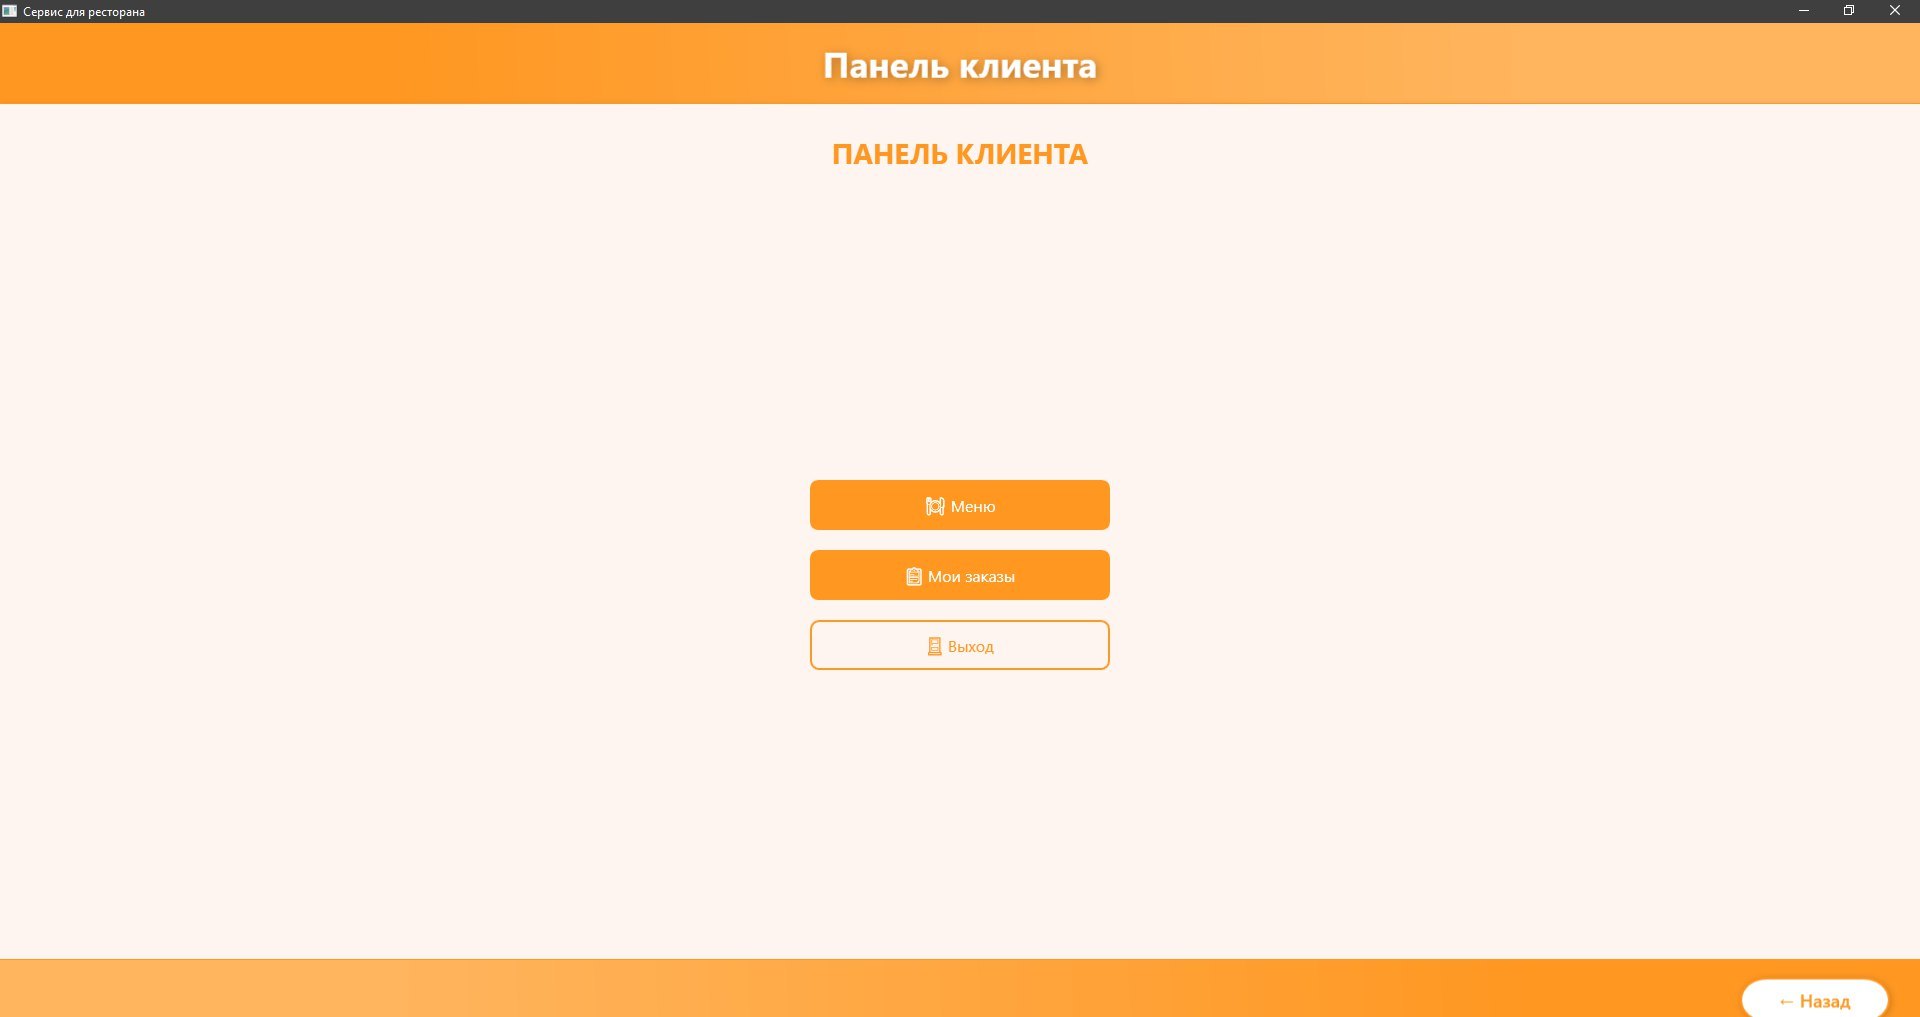 Сервис для ресторана
Панель клиента
ПАНЕЛЬ КЛИЕНТА
Меню
Мои заказы
Выход
← Назад